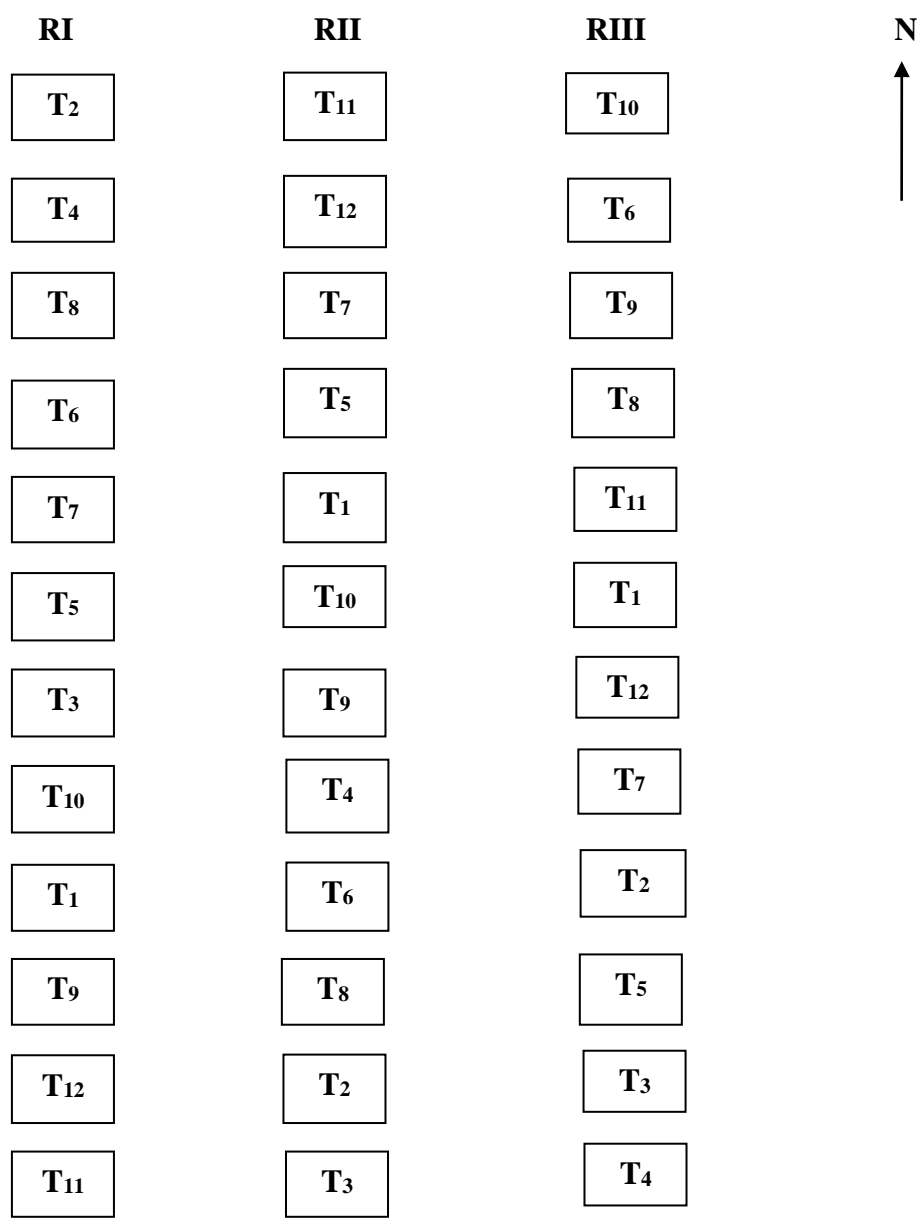 RI RII RIII N
T2 T11 T10
T4 T12 T6
T8 T7 T9
T6 T5 T8
T7 T1 T11
T5 T10 T1
T3 T9 T12
T10 T4 T7
T1 T6 T2
T9 T8 T5
T12 T2 T3
T11 T3 T4